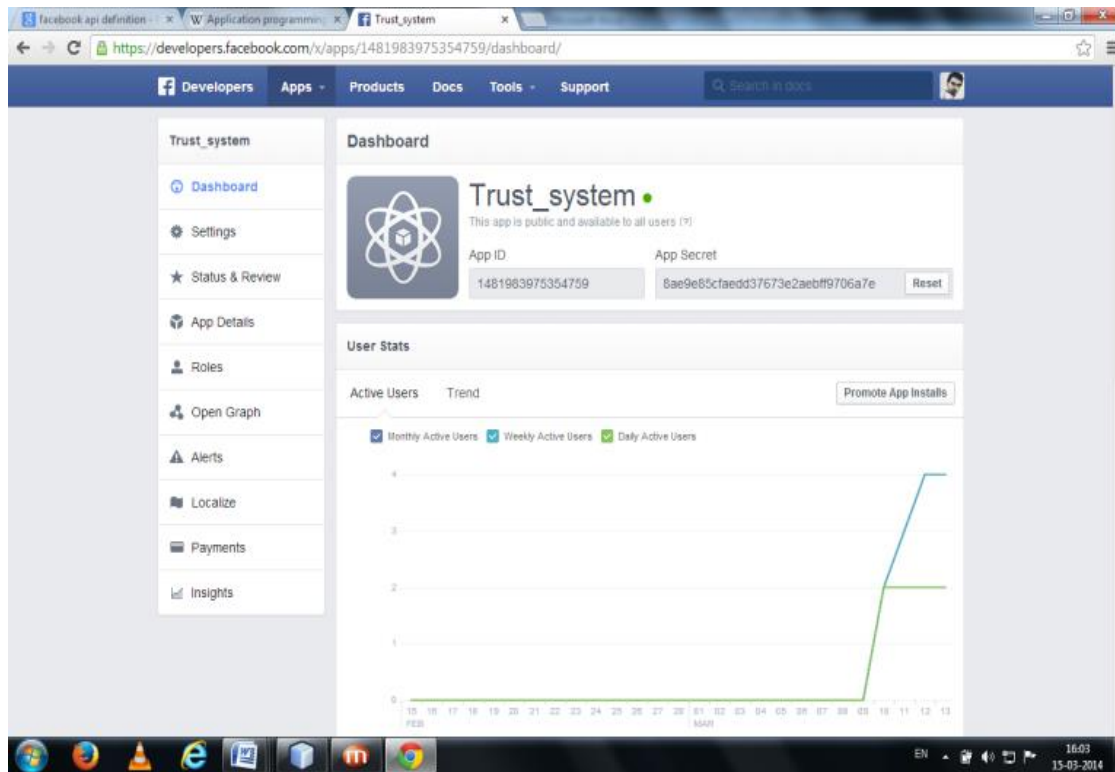 facebook api definition -
Application programming
Trust_system
https://developers.facebook.com/x/apps/1481983975354759/dashboard/
Developers Apps Products Docs Tools Support Search in docs
Trust_system
Dashboard
Settings
Status & Review
App Details
Roles
Open Graph
Alerts
Localize
Payments
Insights
Dashboard
Trust_system
This app is public and available to all users [?]
App ID App Secret
1481983975354759 8ae9e85cfaedd37673e2aebff9706a7e Reset
User Stats
Active Users Trend Promote App Installs
Monthly Active Users Weekly Active Users Daily Active Users
4
3
2
1
0
15 16 17 18 19 20 21 22 23 24 25 26 27 28 01 02 03 04 05 06 07 08 09 10 11 12 13
FEB MAR
EN 16:03
15-03-2014